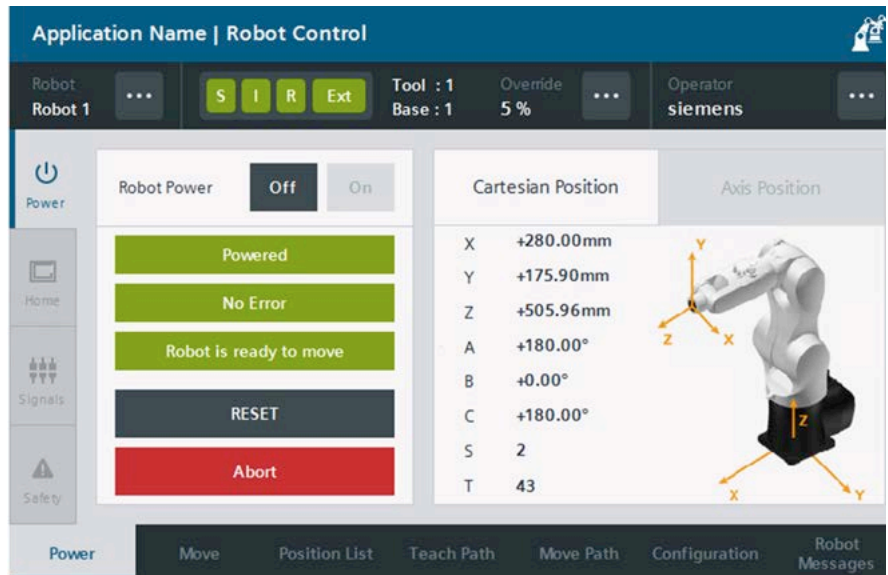 Application Name | Robot Control
Robot
Robot 1
...
S I R Ext
Tool : 1
Base : 1
Override
5 %
...
Operator
siemens
...
Power
Home
Signals
Safety
Robot Power Off On
Powered
No Error
Robot is ready to move
RESET
Abort
Cartesian Position Axis Position
X +280.00mm
Y +175.90mm
Z +505.96mm
A +180.00°
B +0.00°
C +180.00°
S 2
T 43
Y
Z X
Z
X Y
Power Move Position List Teach Path Move Path Configuration Robot Messages